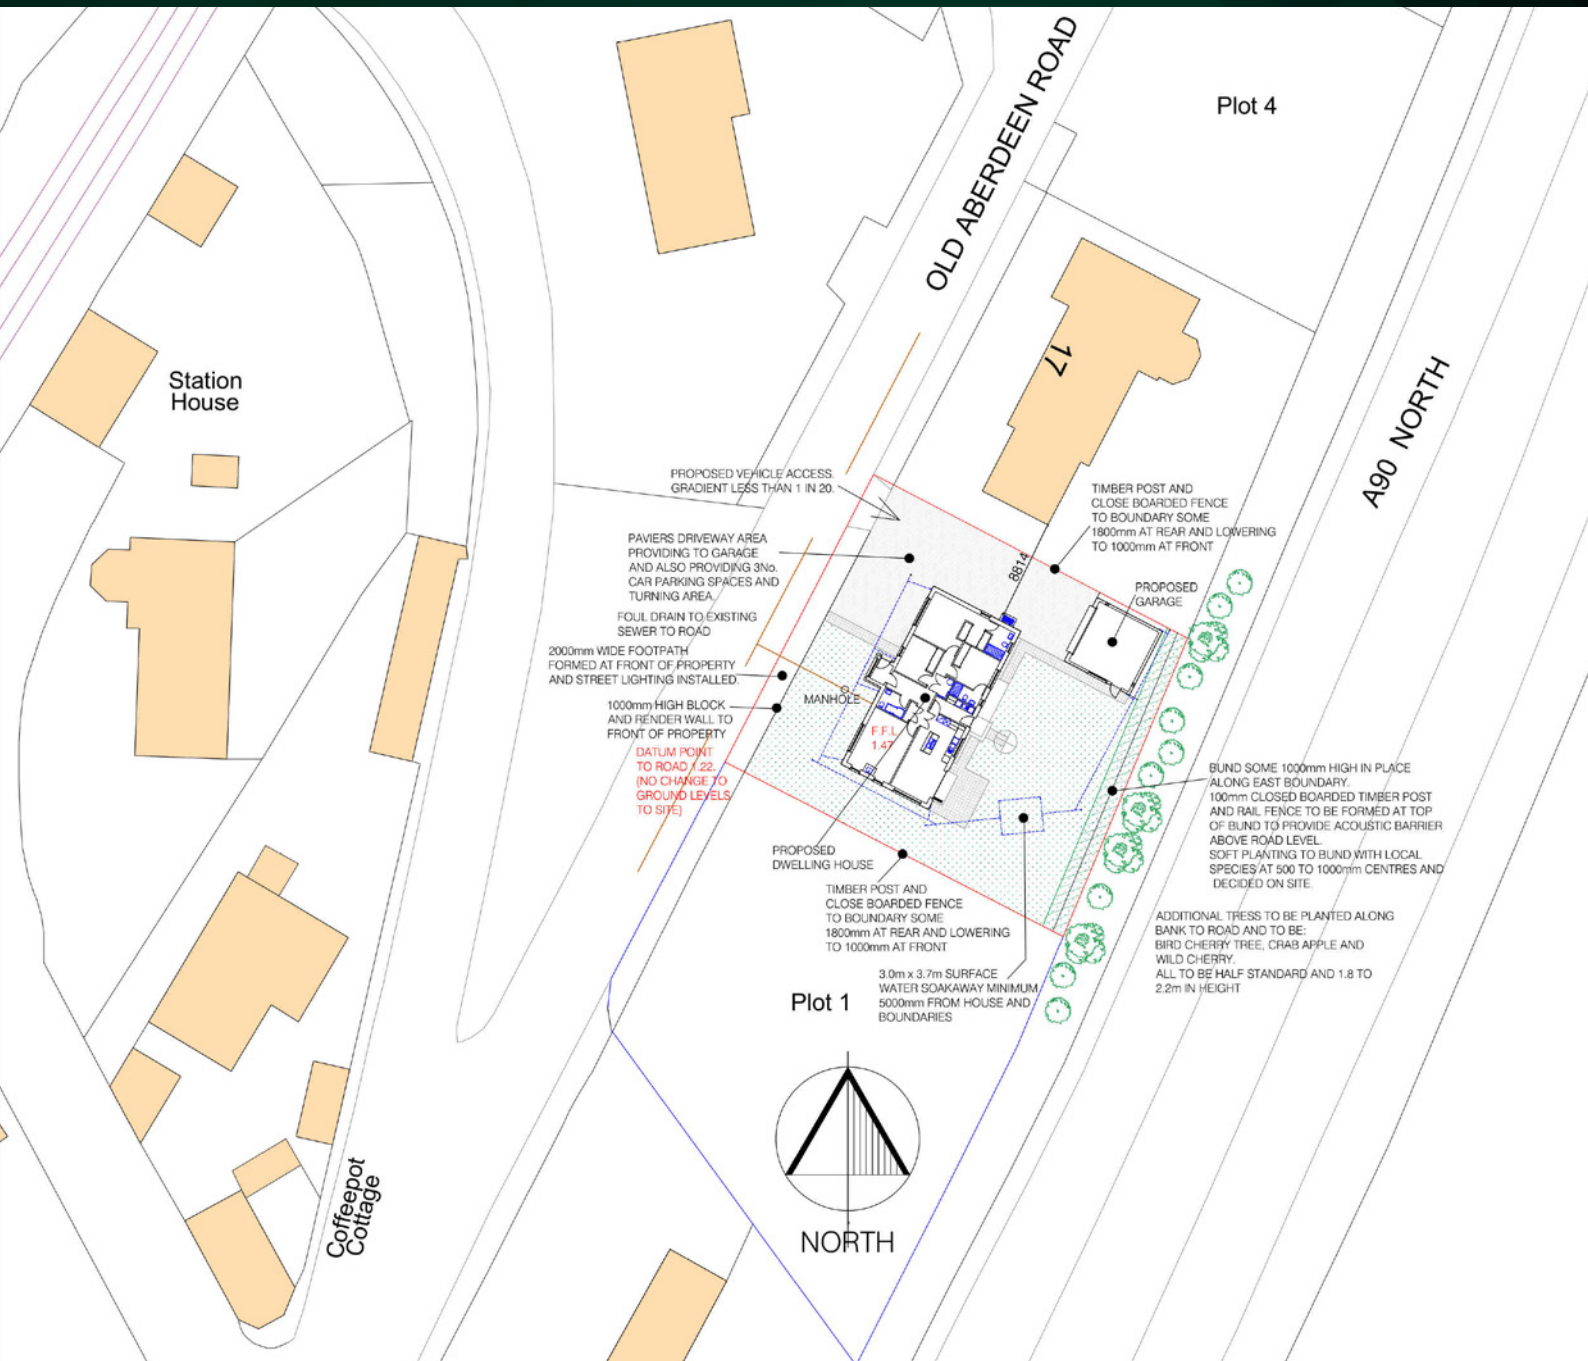 Plot 4
OLD ABERDEEN ROAD
17
A90 NORTH
Station
House
PROPOSED VEHICLE ACCESS.
GRADIENT LESS THAN 1 IN 20.
TIMBER POST AND
CLOSE BOARDED FENCE
TO BOUNDARY SOME
1800mm AT REAR AND LOWERING
TO 1000mm AT FRONT
PAVIERS DRIVEWAY AREA
PROVIDING TO GARAGE
AND ALSO PROVIDING 3No.
CAR PARKING SPACES AND
TURNING AREA.
8814
PROPOSED
GARAGE
FOUL DRAIN TO EXISTING
SEWER TO ROAD
2000mm WIDE FOOTPATH
FORMED AT FRONT OF PROPERTY
AND STREET LIGHTING INSTALLED.
MANHOLE
1000mm HIGH BLOCK
AND RENDER WALL TO
FRONT OF PROPERTY
F.F.L
1.47
DATUM POINT
TO ROAD 1.22.
(NO CHANGE TO
GROUND LEVELS
TO SITE)
BUND SOME 1000mm HIGH IN PLACE
ALONG EAST BOUNDARY.
100mm CLOSED BOARDED TIMBER POST
AND RAIL FENCE TO BE FORMED AT TOP
OF BUND TO PROVIDE ACOUSTIC BARRIER
ABOVE ROAD LEVEL.
SOFT PLANTING TO BUND WITH LOCAL
SPECIES AT 500 TO 1000mm CENTRES AND
DECIDED ON SITE.
PROPOSED
DWELLING HOUSE
TIMBER POST AND
CLOSE BOARDED FENCE
TO BOUNDARY SOME
1800mm AT REAR AND LOWERING
TO 1000mm AT FRONT
ADDITIONAL TRESS TO BE PLANTED ALONG
BANK TO ROAD AND TO BE:
BIRD CHERRY TREE, CRAB APPLE AND
WILD CHERRY.
ALL TO BE HALF STANDARD AND 1.8 TO
2.2m IN HEIGHT
3.0m x 3.7m SURFACE
WATER SOAKAWAY MINIMUM
5000mm FROM HOUSE AND
BOUNDARIES
Plot 1
NORTH
Coffeepot
Cottage